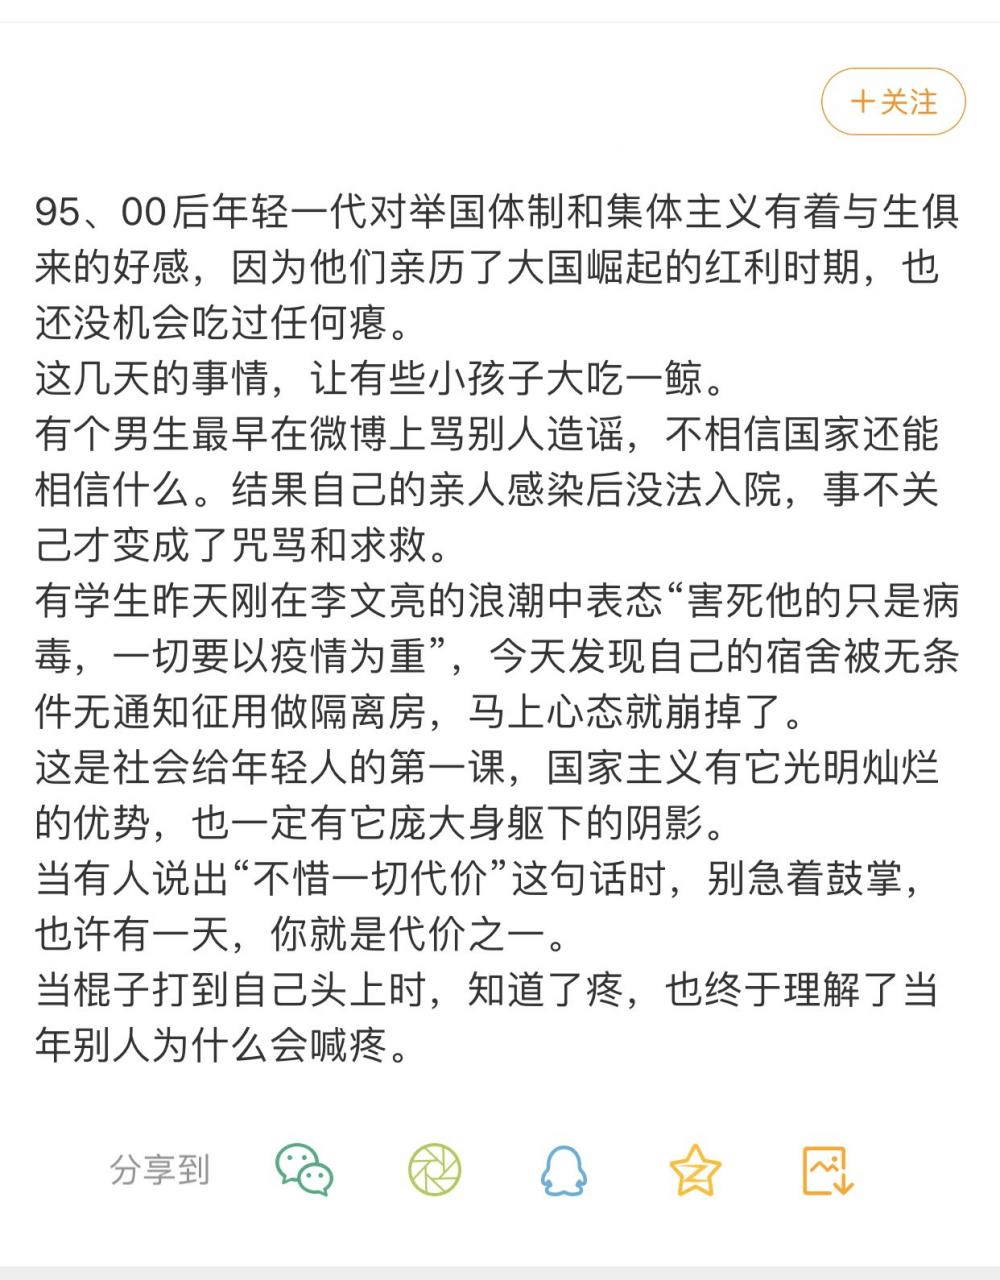 +关注
95、00后年轻一代对举国体制和集体主义有着与生俱
来的好感，因为他们亲历了大国崛起的红利时期，也
还没机会吃过任何瘪。
这几天的事情，让有些小孩子大吃一鲸。
有个男生最早在微博上骂别人造谣，不相信国家还能
相信什么。结果自己的亲人感染后没法入院，事不关
己才变成了咒骂和求救。
有学生昨天刚在李文亮的浪潮中表态“害死他的只是病
毒，一切要以疫情为重”，今天发现自己的宿舍被无条
件无通知征用做隔离房，马上心态就崩掉了。
这是社会给年轻人的第一课，国家主义有它光明灿烂
的优势，也一定有它庞大身躯下的阴影。
当有人说出“不惜一切代价”这句话时，别急着鼓掌，
也许有一天，你就是代价之一。
当棍子打到自己头上时，知道了疼，也终于理解了当
年别人为什么会喊疼。
分享到